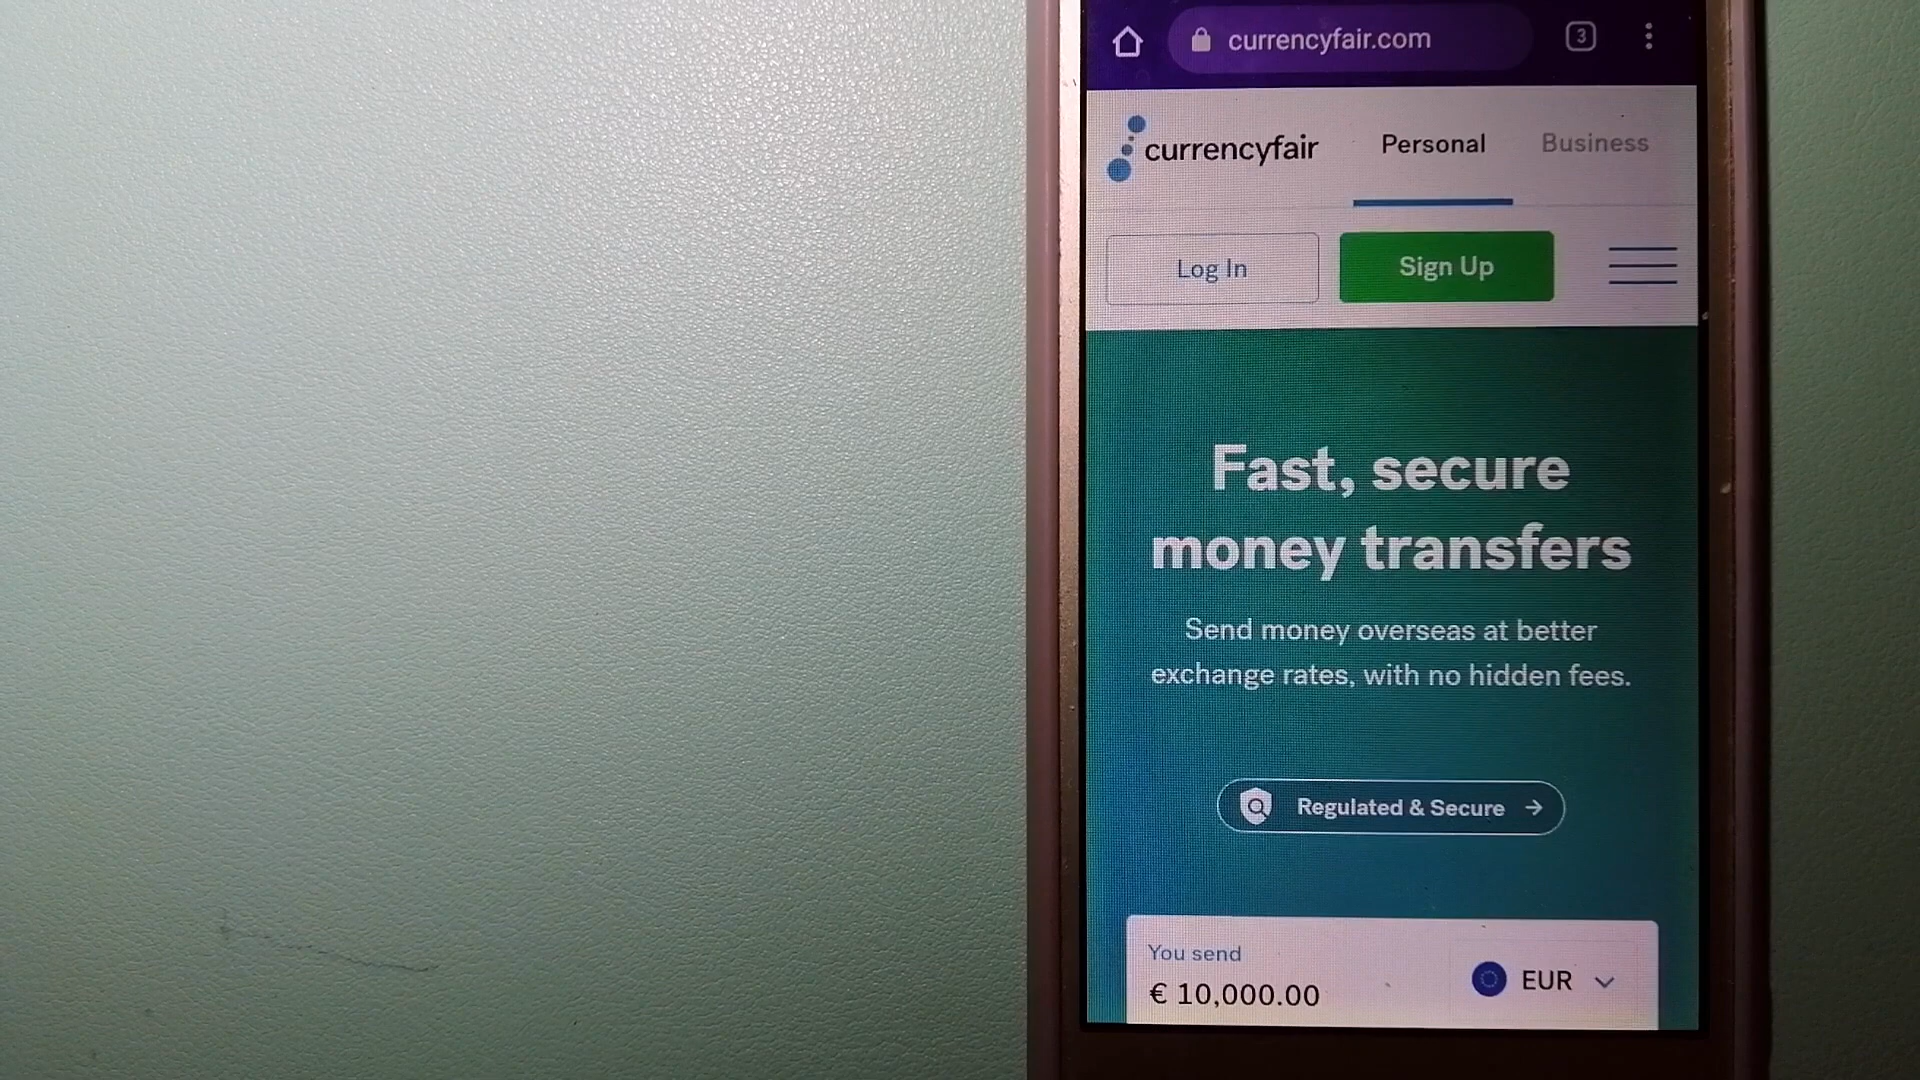 currencyfair.com
3
currencyfair
Personal
Business
Log In
Sign Up
Fast, secure
money transfers
Send money overseas at better
exchange rates, with no hidden fees.
Regulated & Secure →
You send
€ 10,000.00
EUR